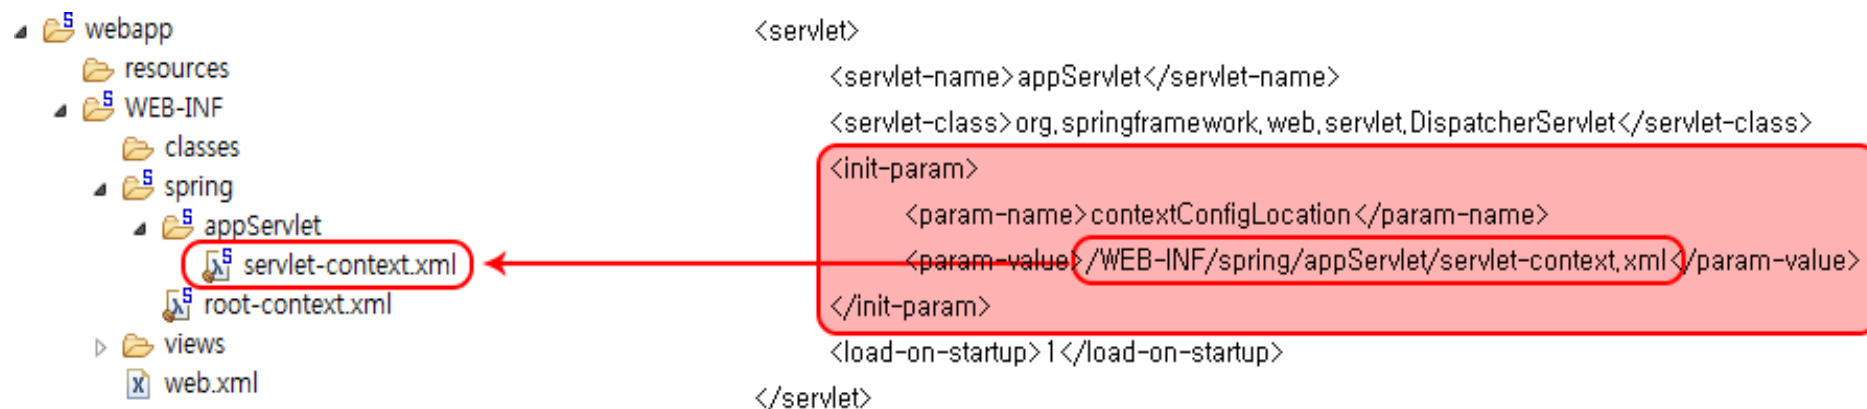 webapp
resources
WEB-INF
classes
spring
appServlet
servlet-context.xml
root-context.xml
views
web.xml
<servlet>
<servlet-name>appServlet</servlet-name>
<servlet-class>org.springframework.web.servlet.DispatcherServlet</servlet-class>
<init-param>
<param-name>contextConfigLocation</param-name>
<param-value>/WEB-INF/spring/appServlet/servlet-context.xml</param-value>
</init-param>
<load-on-startup>1</load-on-startup>
</servlet>